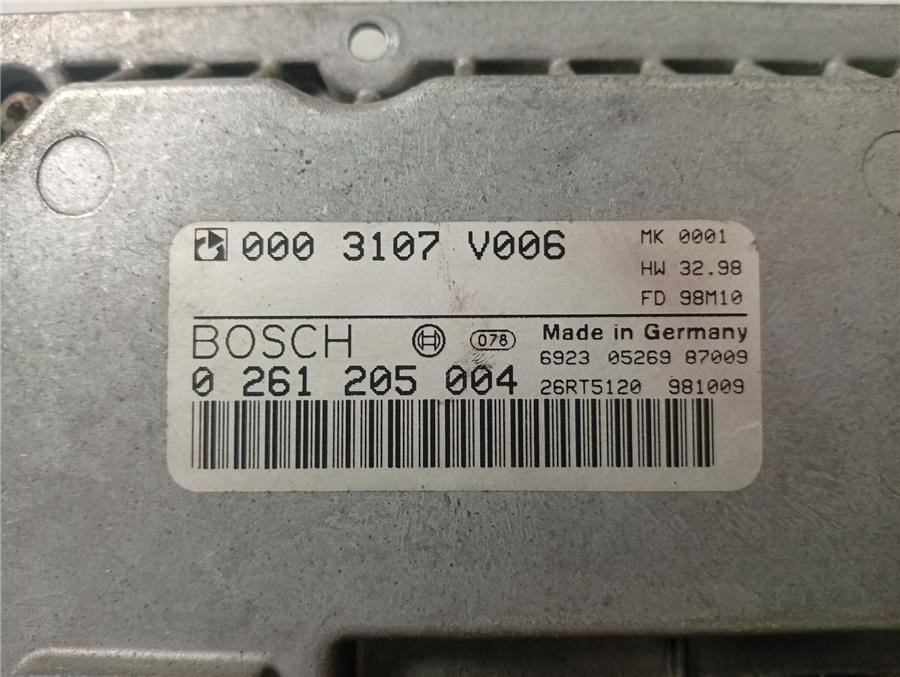 000 3107 V006
MK 0001
HW 32.98
FD 98M10
BOSCH
078
Made in Germany
6923 05269 87009
0 261 205 004
26RT5120 981009